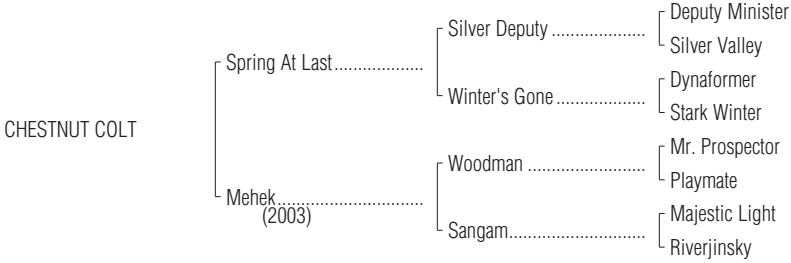 Deputy Minister
Silver Deputy ......................
Silver Valley
Spring At Last...................
Dynaformer
Winter's Gone ....................
Stark Winter
CHESTNUT COLT
Mr. Prospector
Woodman ..........................
Playmate
Mehek................................
(2003)
Majestic Light
Sangam..............................
Riverjinsky